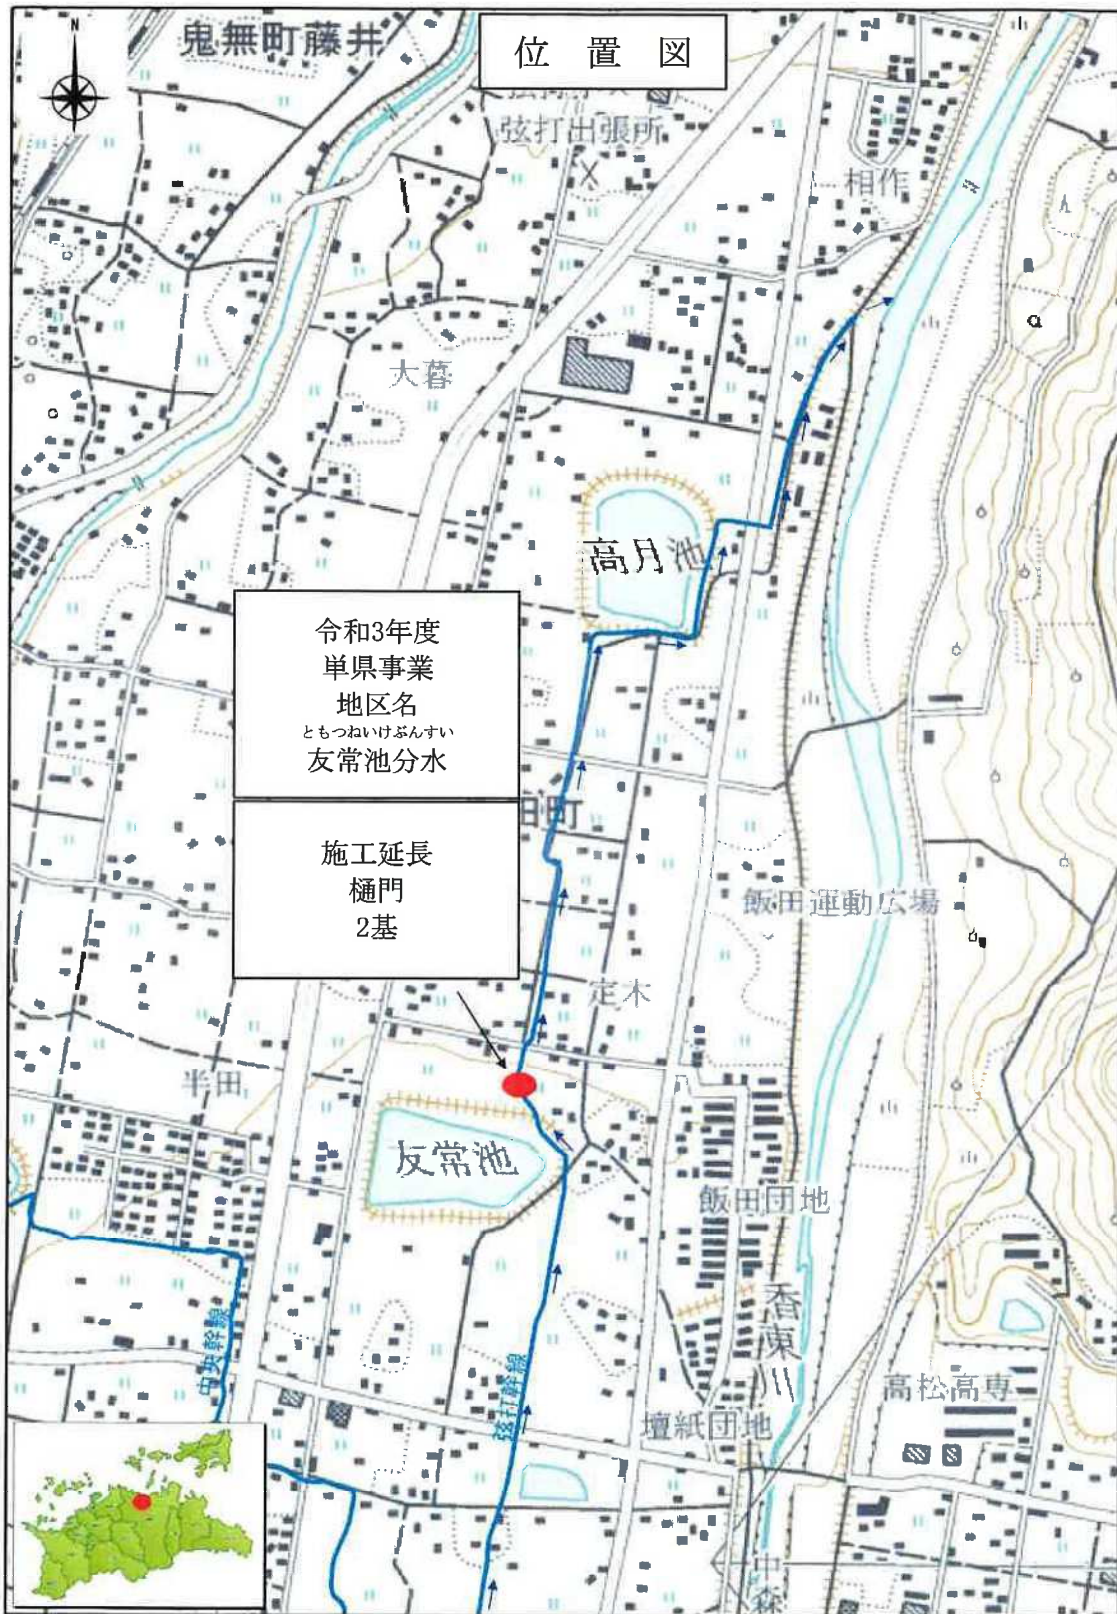 N
鬼無町藤井
位置図
弦打出張所
相作
大暮
高月池
令和3年度
単県事業
地区名
ともつねいけぶんすい
友常池分水
田町
施工延長
樋門
2基
飯田運動広場
定木
半田
友常池
飯田団地
香東川
中央幹線
弦打幹線
高松高専
壇紙団地
中森